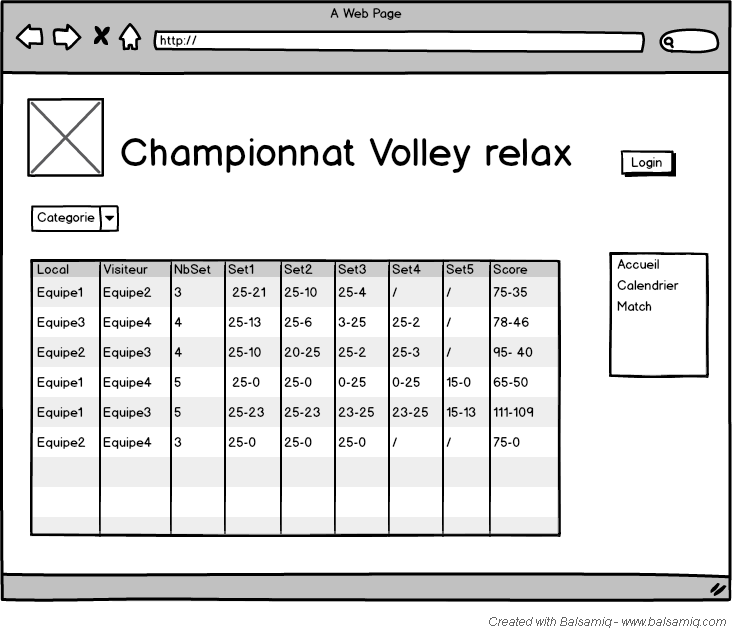 A Web Page
http://
Championnat Volley relax
Login
Categorie
Local Visiteur NbSet Set1 Set2 Set3 Set4 Set5 Score
Equipe1 Equipe2 3 25-21 25-10 25-4 / / 75-35
Equipe3 Equipe4 4 25-13 25-6 3-25 25-2 / 78-46
Equipe2 Equipe3 4 25-10 20-25 25-2 25-3 / 95- 40
Equipe1 Equipe4 5 25-0 25-0 0-25 0-25 15-0 65-50
Equipe1 Equipe3 5 25-23 25-23 23-25 23-25 15-13 111-109
Equipe2 Equipe4 3 25-0 25-0 25-0 / / 75-0
Accueil
Calendrier
Match
Created with Balsamiq - www.balsamiq.com